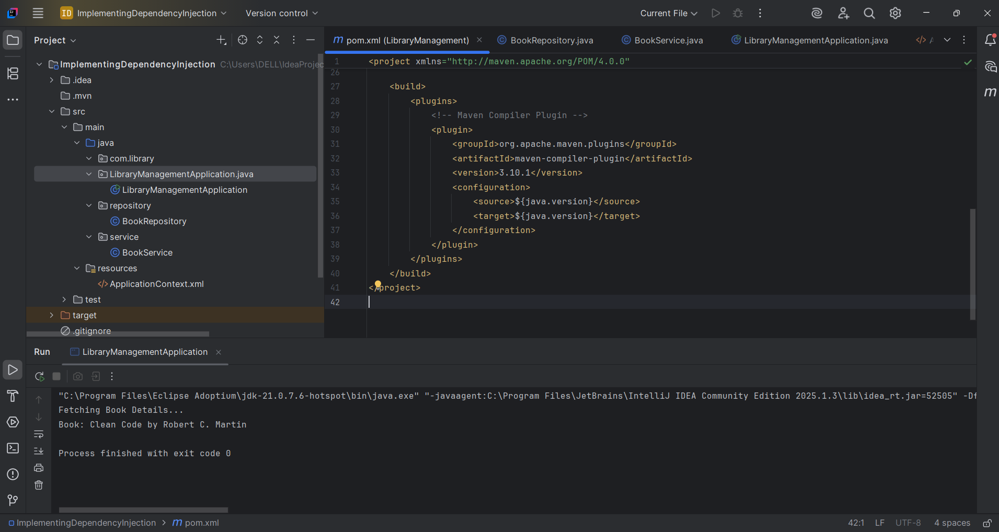 ID ImplementingDependencyInjection Version control Current File
Project
pom.xml (LibraryManagement) BookRepository.java BookService.java LibraryManagementApplication.java
ImplementingDependencyInjection C:\Users\DELL\IdeaProjec
.idea
.mvn
src
main
java
com.library
LibraryManagementApplication.java
LibraryManagementApplication
repository
BookRepository
service
BookService
resources
ApplicationContext.xml
test
target
.gitignore
1 <project xmlns="http://maven.apache.org/POM/4.0.0"
26
27 <build>
28 <plugins>
29 <!-- Maven Compiler Plugin -->
30 <plugin>
31 <groupId>org.apache.maven.plugins</groupId>
32 <artifactId>maven-compiler-plugin</artifactId>
33 <version>3.10.1</version>
34 <configuration>
35 <source>${java.version}</source>
36 <target>${java.version}</target>
37 </configuration>
38 </plugin>
39 </plugins>
40 </build>
41 </project>
42
Run LibraryManagementApplication
"C:\Program Files\Eclipse Adoptium\jdk-21.0.7.6-hotspot\bin\java.exe" "-javaagent:C:\Program Files\JetBrains\IntelliJ IDEA Community Edition 2025.1.3\lib\idea_rt.jar=52505" -Df
Fetching Book Details...
Book: Clean Code by Robert C. Martin
Process finished with exit code 0
ImplementingDependencyInjection > m pom.xml 42:1 LF UTF-8 4 spaces